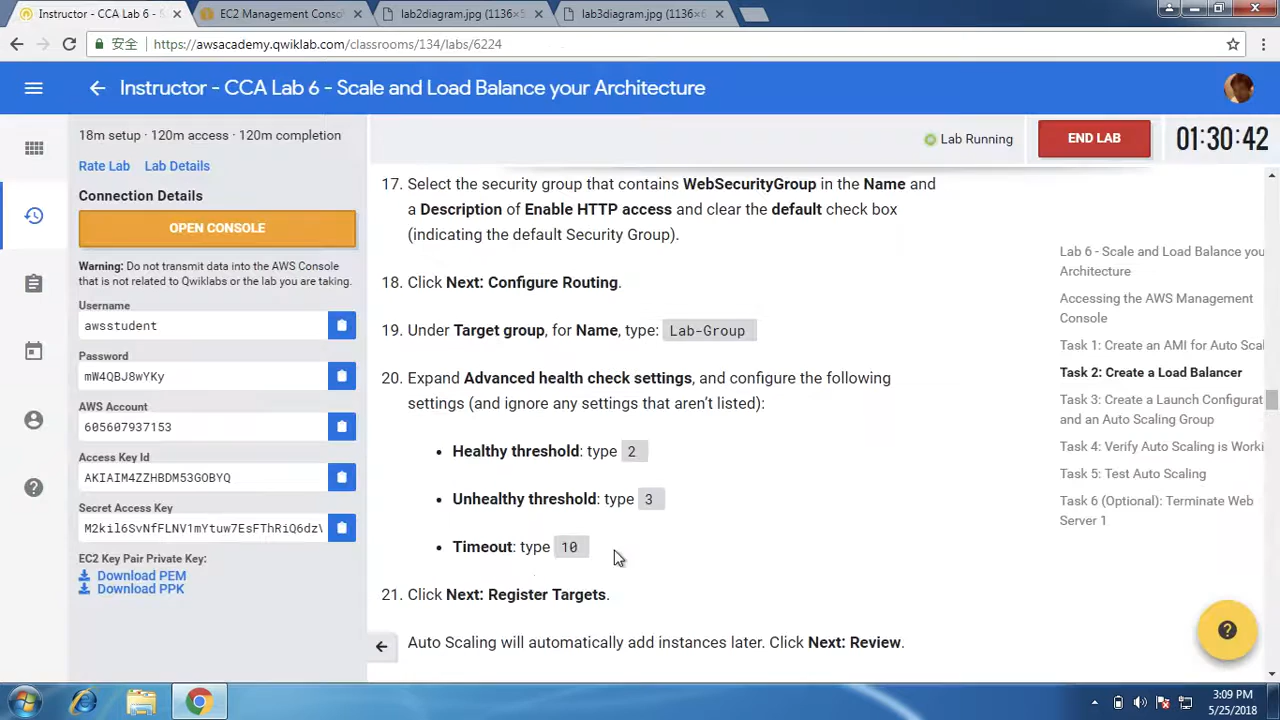 Instructor - CCA Lab 6 -
EC2 Management Conso
lab2diagram.jpg (1136×5
lab3diagram.jpg (1136×6
安全
https://awsacademy.qwiklab.com/classrooms/134/labs/6224
Instructor - CCA Lab 6 - Scale and Load Balance your Architecture
18m setup · 120m access · 120m completion
Rate Lab
Lab Details
Connection Details
OPEN CONSOLE
Warning: Do not transmit data into the AWS Console
that is not related to Qwiklabs or the lab you are taking.
Username
awsstudent
Password
mW4QBJ8wYKy
AWS Account
605607937153
Access Key Id
AKIAIM4ZZHBDM53GOBYQ
Secret Access Key
M2kil6SvNfFLNV1mYtuw7EsFThRiQ6dz
EC2 Key Pair Private Key:
Download PEM
Download PPK
Lab Running
END LAB
01:30:42
17. Select the security group that contains WebSecurityGroup in the Name and
a Description of Enable HTTP access and clear the default check box
(indicating the default Security Group).
18. Click Next: Configure Routing.
19. Under Target group, for Name, type: Lab-Group
20. Expand Advanced health check settings, and configure the following
settings (and ignore any settings that aren't listed):
• Healthy threshold: type 2
• Unhealthy threshold: type 3
• Timeout: type 10
21. Click Next: Register Targets.
Auto Scaling will automatically add instances later. Click Next: Review.
Lab 6 - Scale and Load Balance you
Architecture
Accessing the AWS Management
Console
Task 1: Create an AMI for Auto Scal
Task 2: Create a Load Balancer
Task 3: Create a Launch Configurat
and an Auto Scaling Group
Task 4: Verify Auto Scaling is Worki
Task 5: Test Auto Scaling
Task 6 (Optional): Terminate Web
Server 1
3:09 PM
5/25/2018